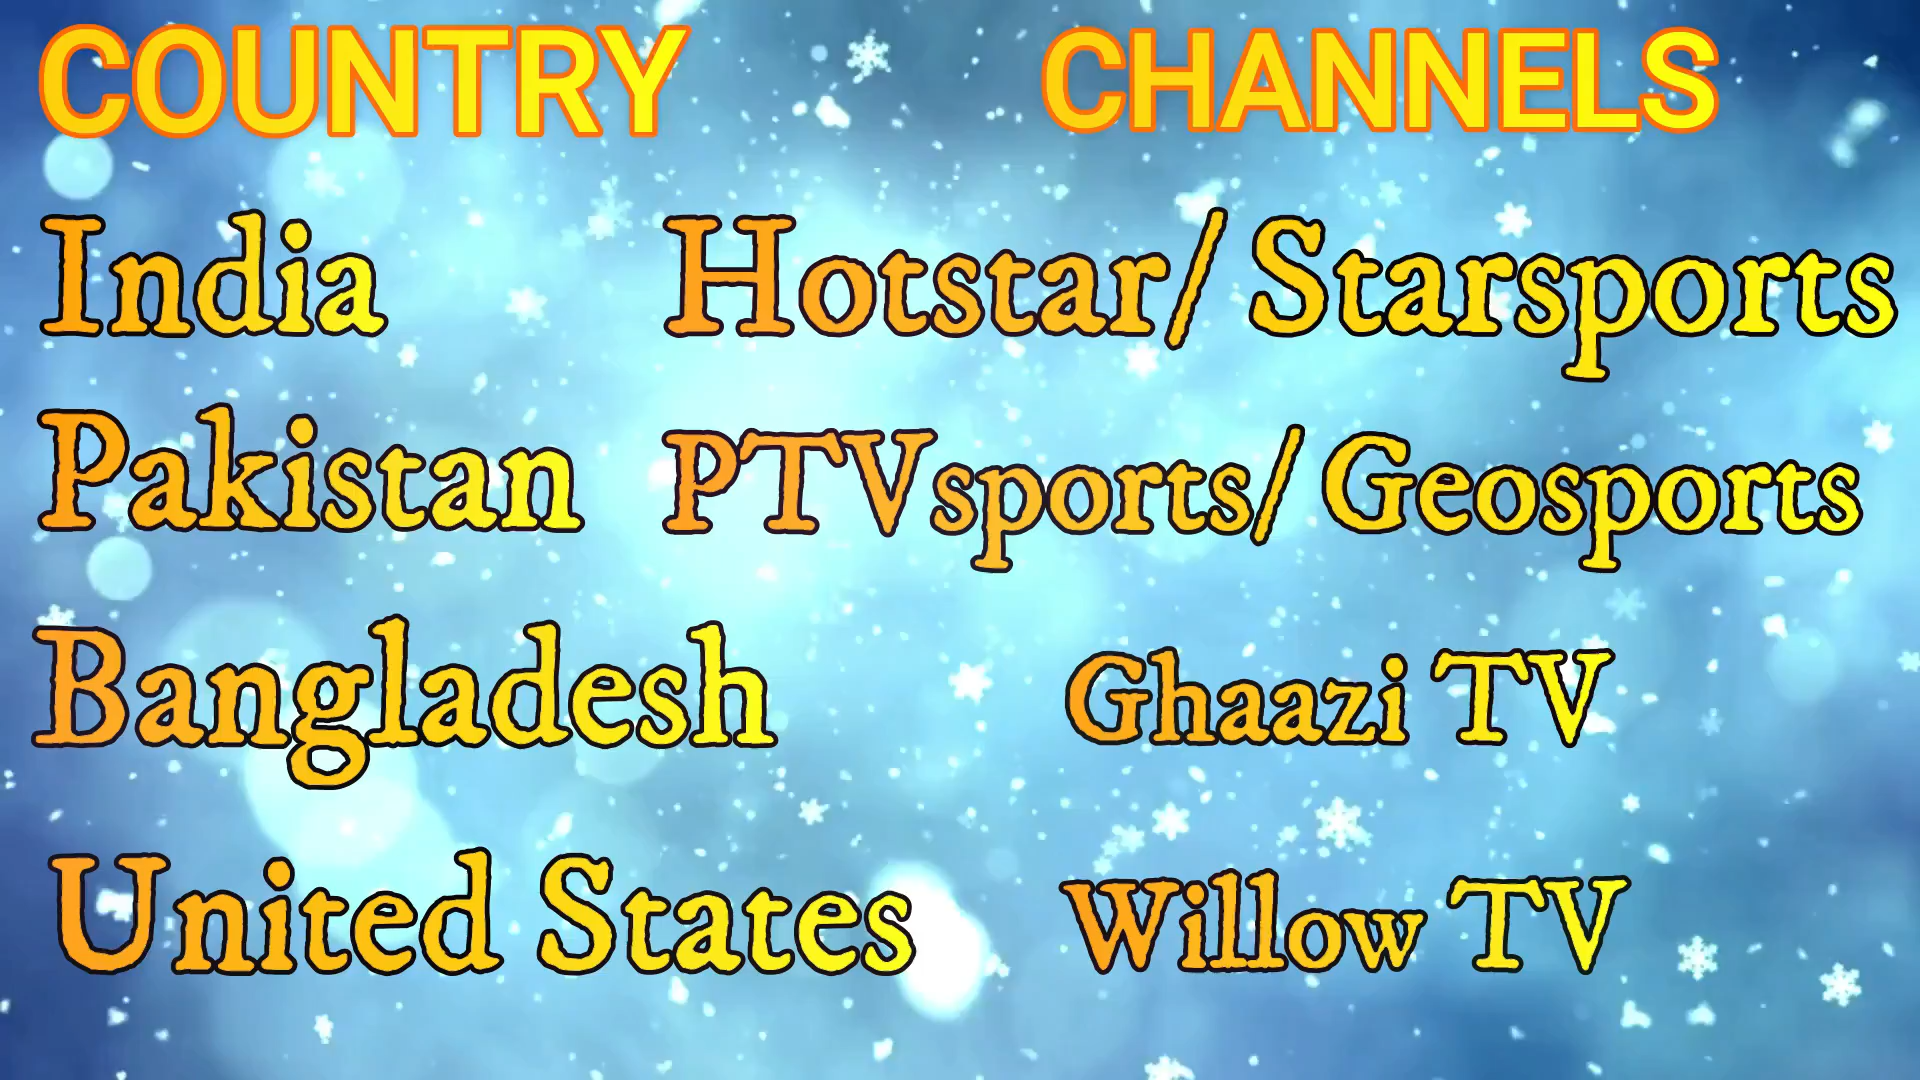 COUNTRY CHANNELS
India Hotstar/ Starsports
Pakistan PTVsports/ Geosports
Bangladesh Ghaazi TV
United States Willow TV